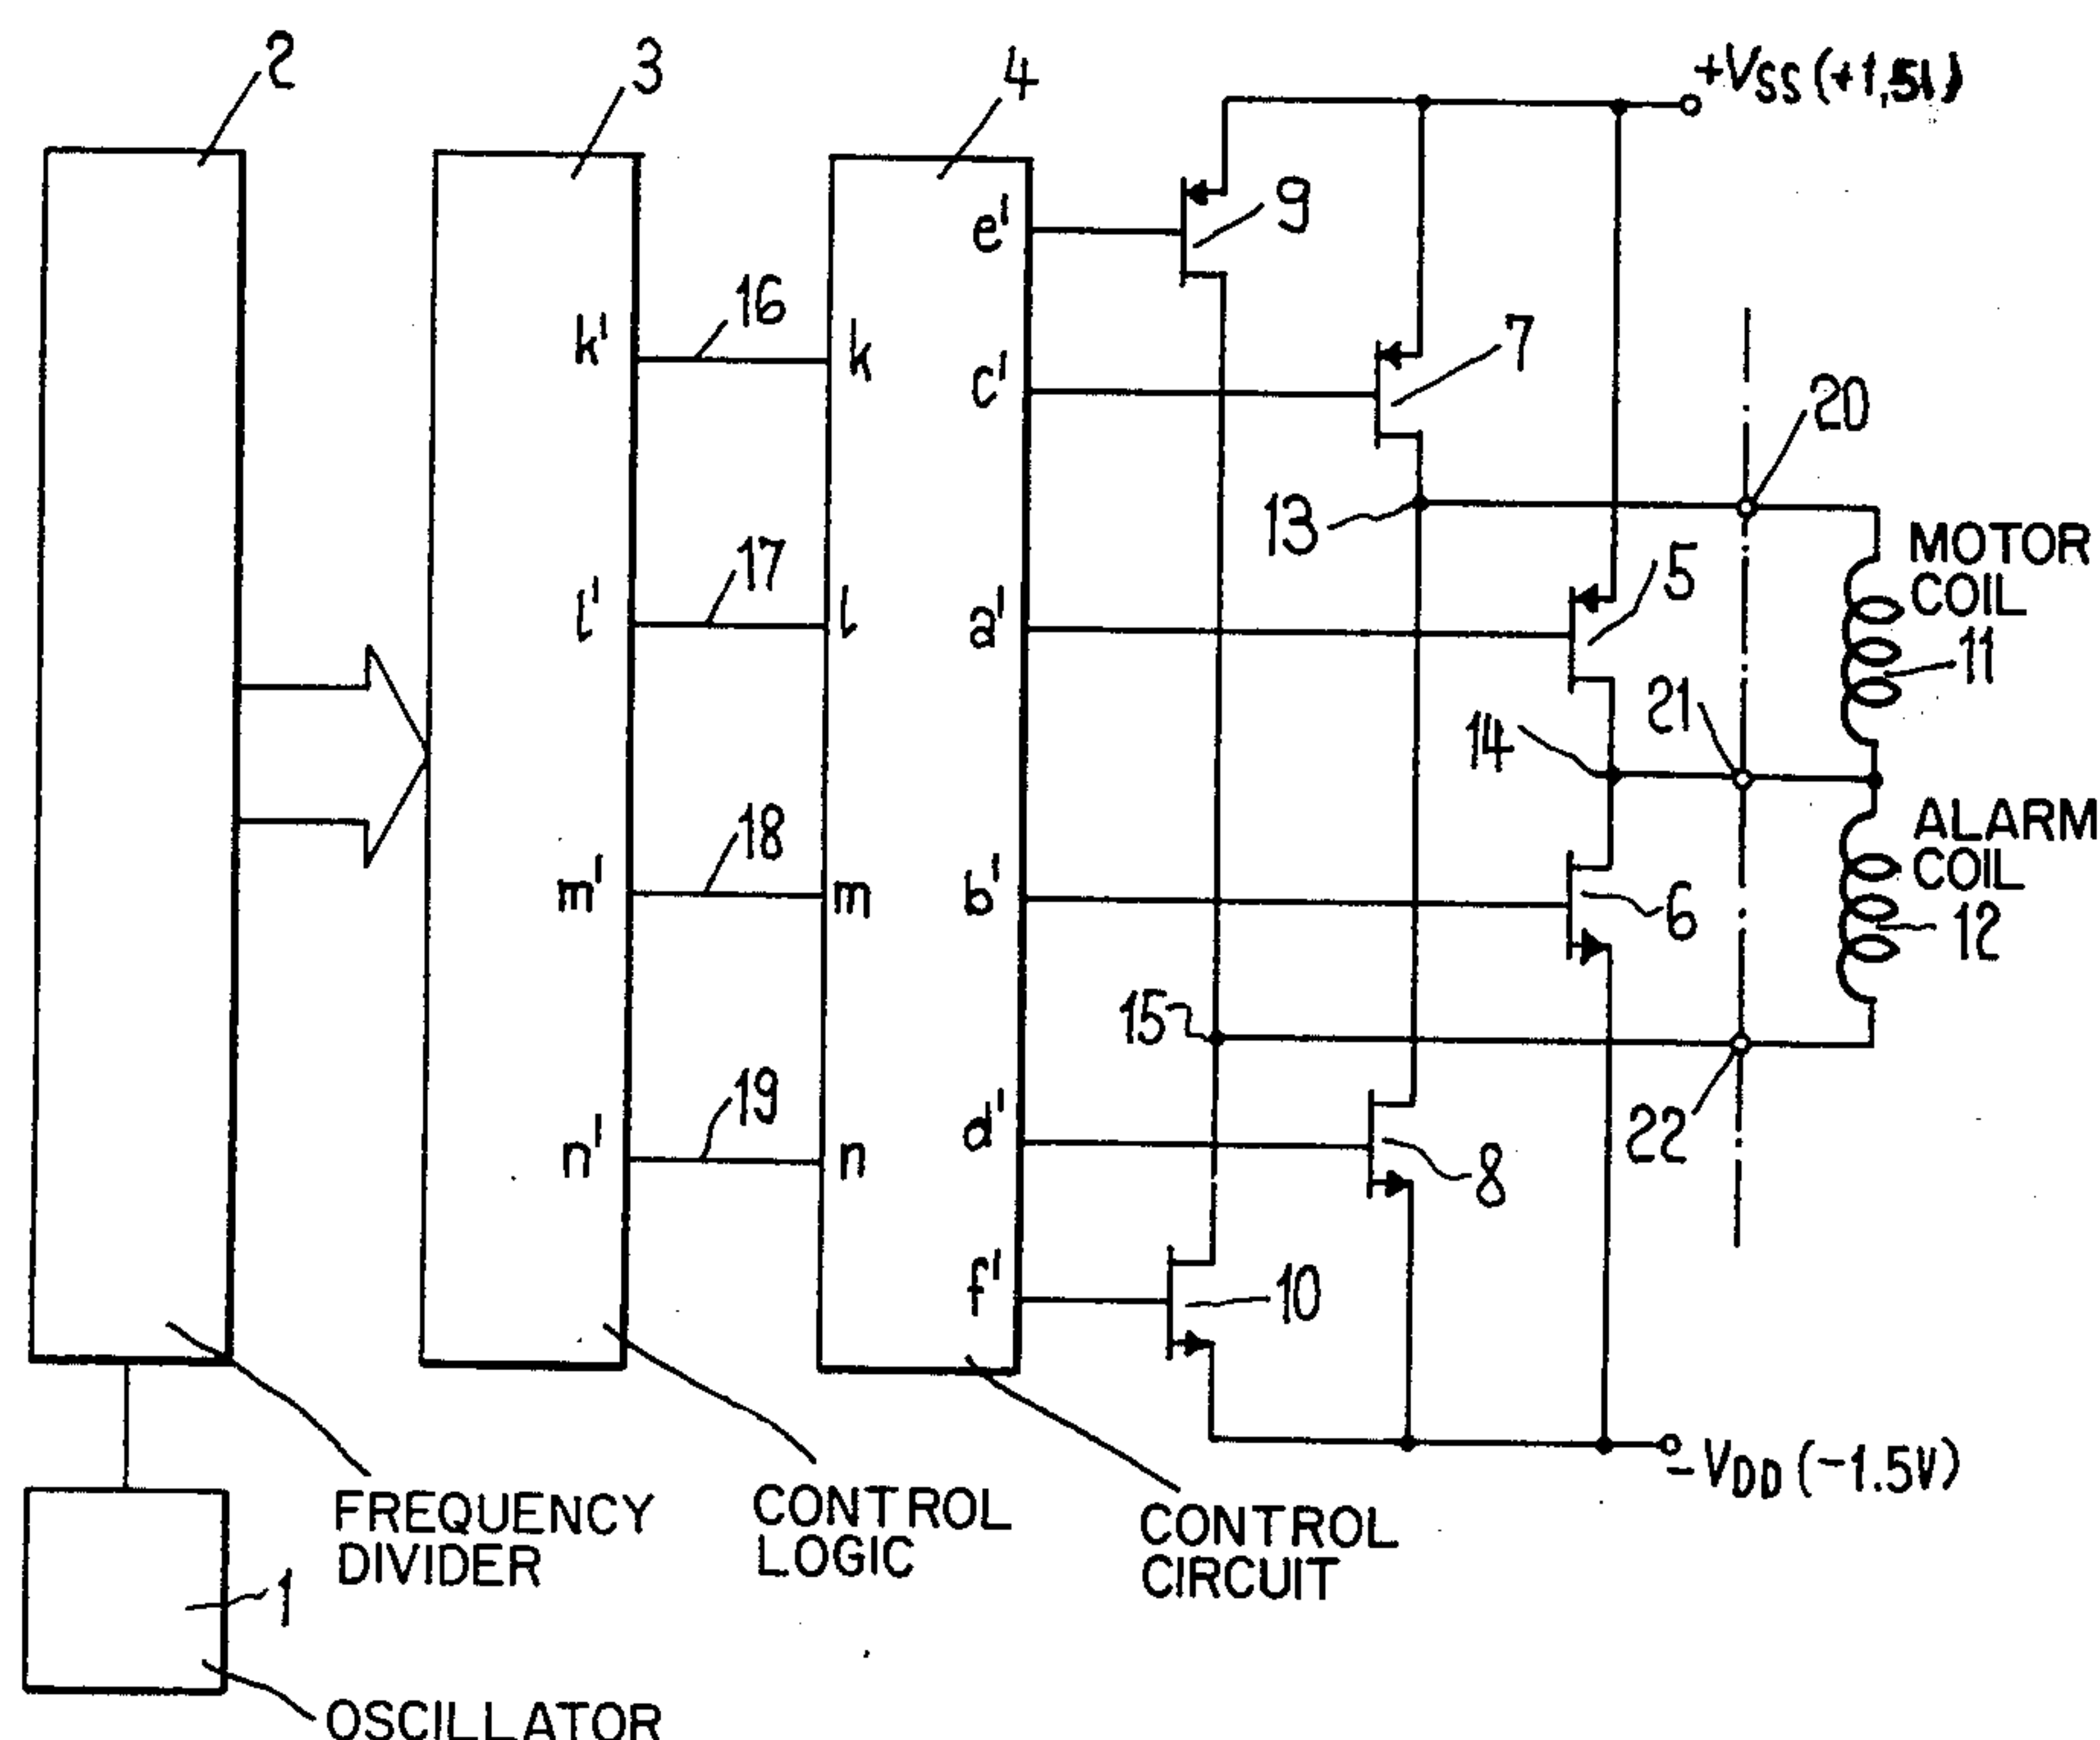 2
3
4
+VSS (+1,5V)
e'
9
k'
16
k
c'
7
20
13
MOTOR
COIL
11
l'
17
l
a'
5
21
14
ALARM
COIL
12
m'
18
m
b'
6
15
n'
19
n
d'
8
22
f'
10
- VDD (-1.5V)
FREQUENCY
DIVIDER
CONTROL
LOGIC
CONTROL
CIRCUIT
1
OSCILLATOR